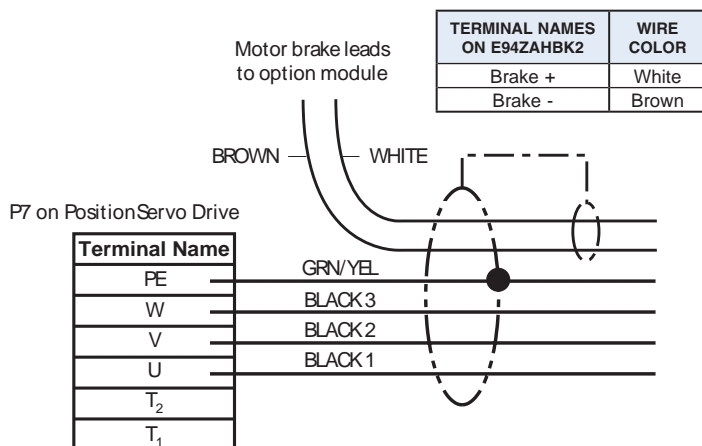 Motor brake leads
to option module
TERMINAL NAMES
ON E94ZAHBK2
WIRE
COLOR
Brake +
White
Brake -
Brown
BROWN
WHITE
P7 on PositionServo Drive
Terminal Name
PE
GRN/YEL
W
BLACK 3
V
BLACK 2
U
BLACK 1
T2
T1